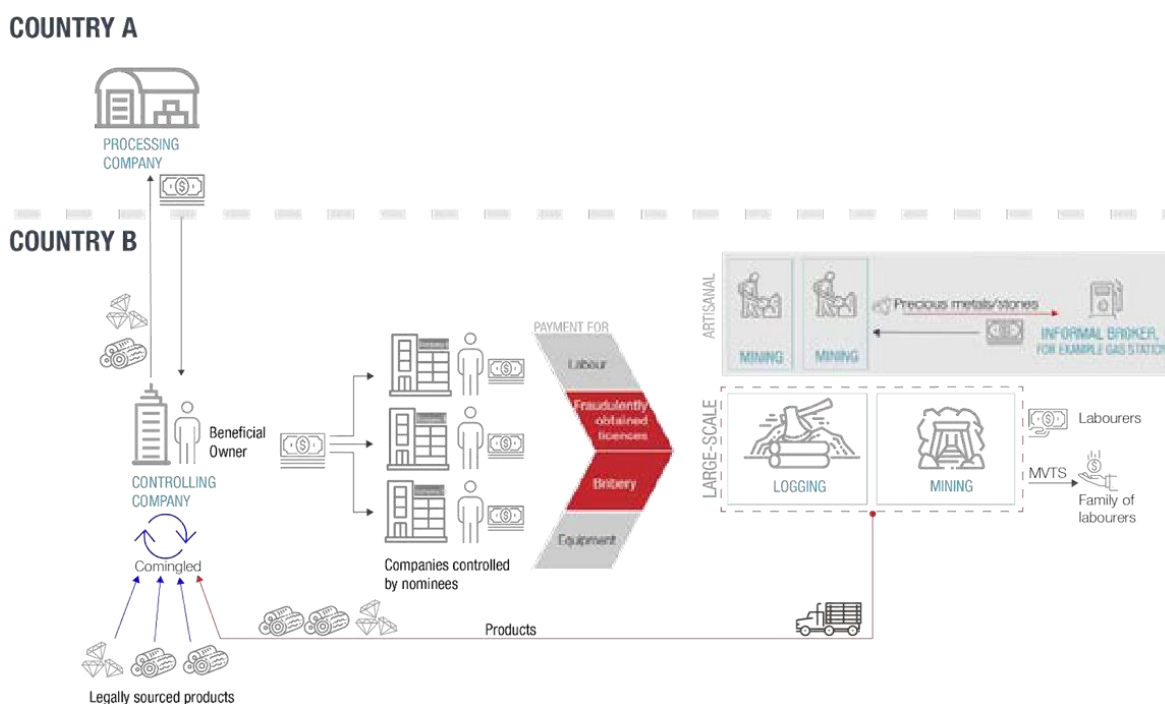 COUNTRY A
PROCESSING
COMPANY
COUNTRY B
ARTISANAL
MINING
MINING
Precious metals/stones
INFORMAL BROKER,
FOR EXAMPLE GAS STATION
PAYMENT FOR
Labour
Fraudulently
obtained
licences
Bribery
Equipment
Beneficial
Owner
CONTROLLING
COMPANY
Comingled
Companies controlled
by nominees
LARGE-SCALE
LOGGING
MINING
Labourers
MVTS
Family of
labourers
Products
Legally sourced products